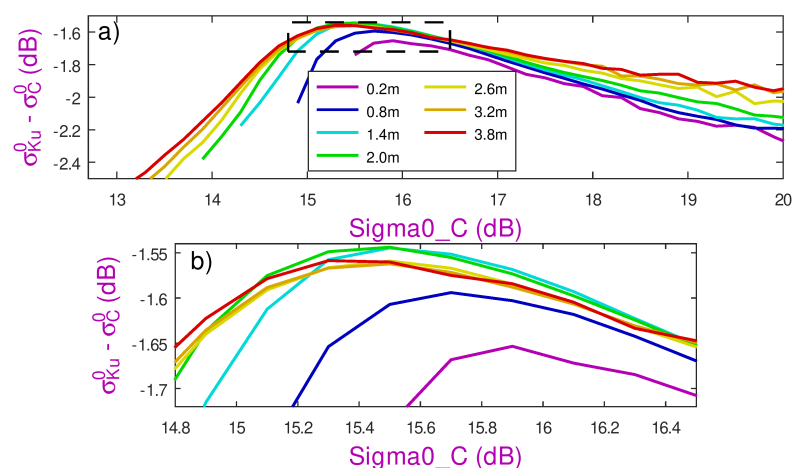 a)
-1.6
-1.8
-2
-2.2
-2.4
σ⁰Ku - σ⁰C (dB)
0.2m 2.6m
0.8m 3.2m
1.4m 3.8m
2.0m
13 14 15 16 17 18 19 20
Sigma0_C (dB)
b)
-1.55
-1.6
-1.65
-1.7
σ⁰Ku - σ⁰C (dB)
14.8 15 15.2 15.4 15.6 15.8 16 16.2 16.4
Sigma0_C (dB)